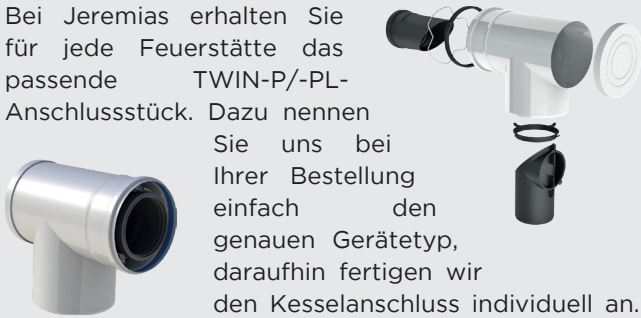 Bei Jeremias erhalten Sie
für jede Feuerstätte das
passende TWIN-P/-PL-
Anschlussstück. Dazu nennen
Sie uns bei
Ihrer Bestellung
einfach den
genauen Gerätetyp,
daraufhin fertigen wir
den Kesselanschluss individuell an.